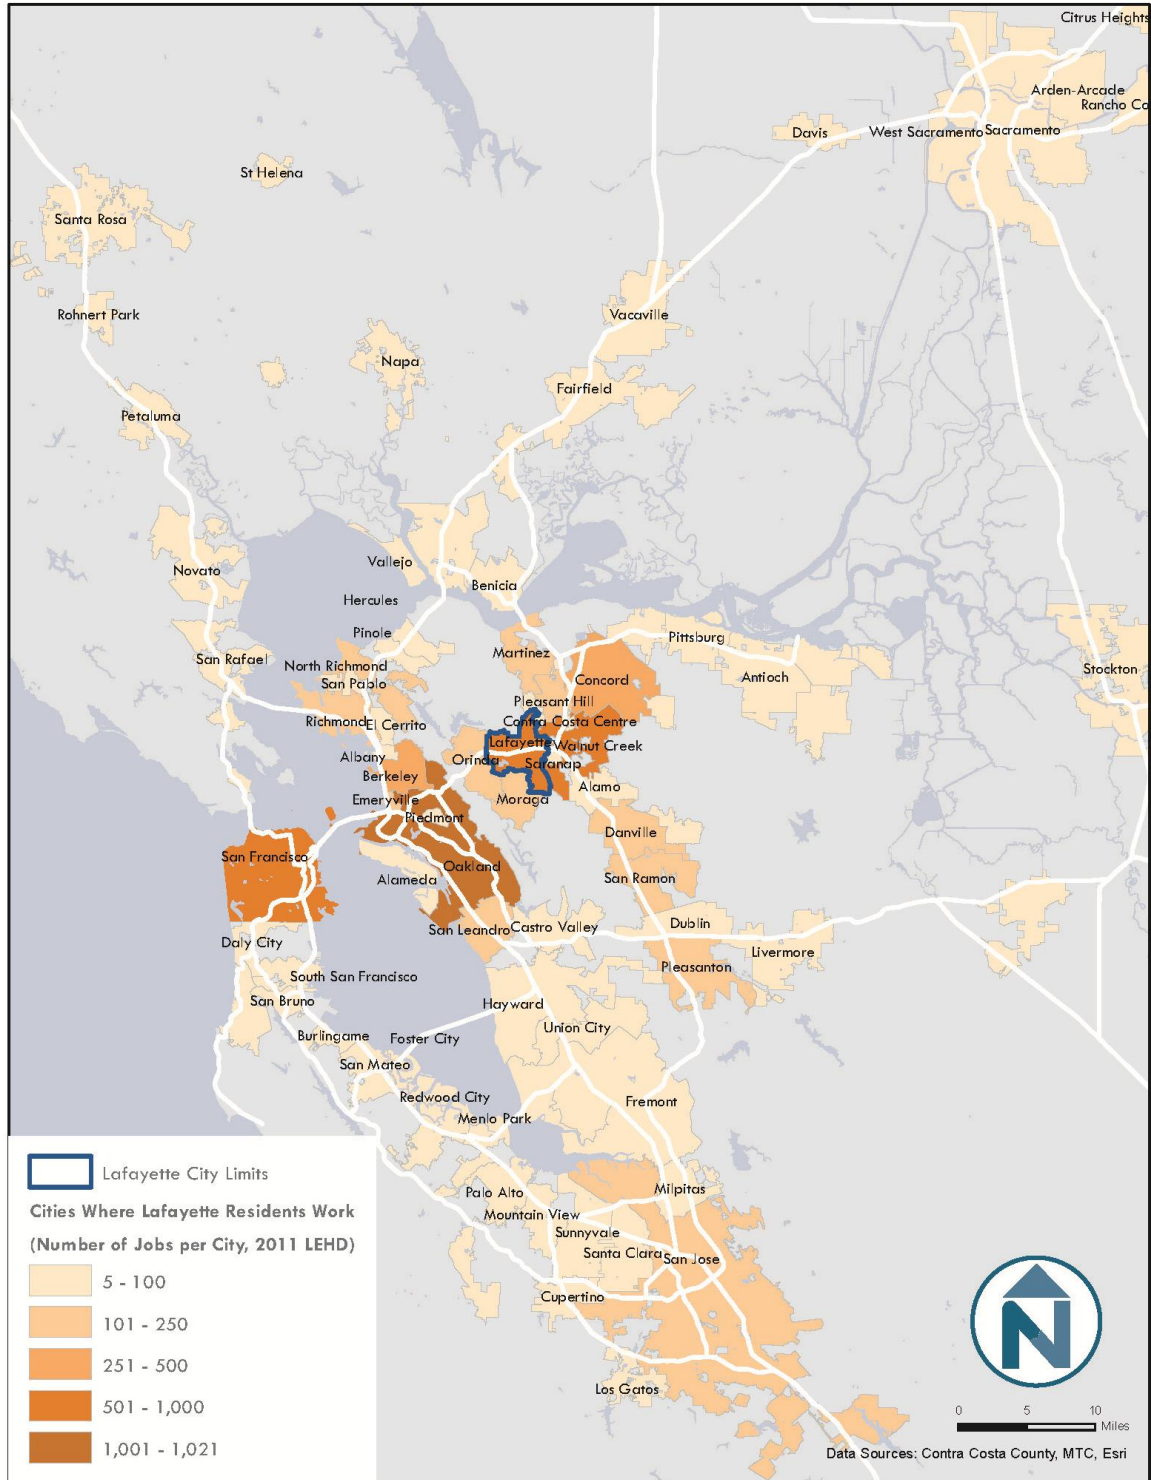 Citrus Heights
Arden-Arcade
Rancho Co
Davis
West Sacramento
Sacramento
St Helena
Santa Rosa
Rohnert Park
Vacaville
Napa
Fairfield
Petaluma
Vallejo
Novato
Benicia
Hercules
Pinole
Pittsburg
San Rafael
North Richmond
Martinez
Stockton
San Pablo
Concord
Antioch
Pleasant Hill
Richmond
El Cerrito
Contra Costa Centre
Lafayette
Walnut Creek
Albany
Orinda
Saranap
Berkeley
Alamo
Emeryville
Moraga
Piedmont
Danville
San Francisco
Oakland
Alameda
San Ramon
San Leandro
Castro Valley
Dublin
Daly City
Livermore
Pleasanton
South San Francisco
San Bruno
Hayward
Union City
Burlingame
Foster City
San Mateo
Redwood City
Fremont
Menlo Park
Palo Alto
Milpitas
Mountain View
Sunnyvale
Santa Clara
San Jose
Cupertino
Los Gatos
Lafayette City Limits
Cities Where Lafayette Residents Work
(Number of Jobs per City, 2011 LEHD)
5 - 100
101 - 250
251 - 500
501 - 1,000
1,001 - 1,021
N
0 5 10
Miles
Data Sources: Contra Costa County, MTC, Esri